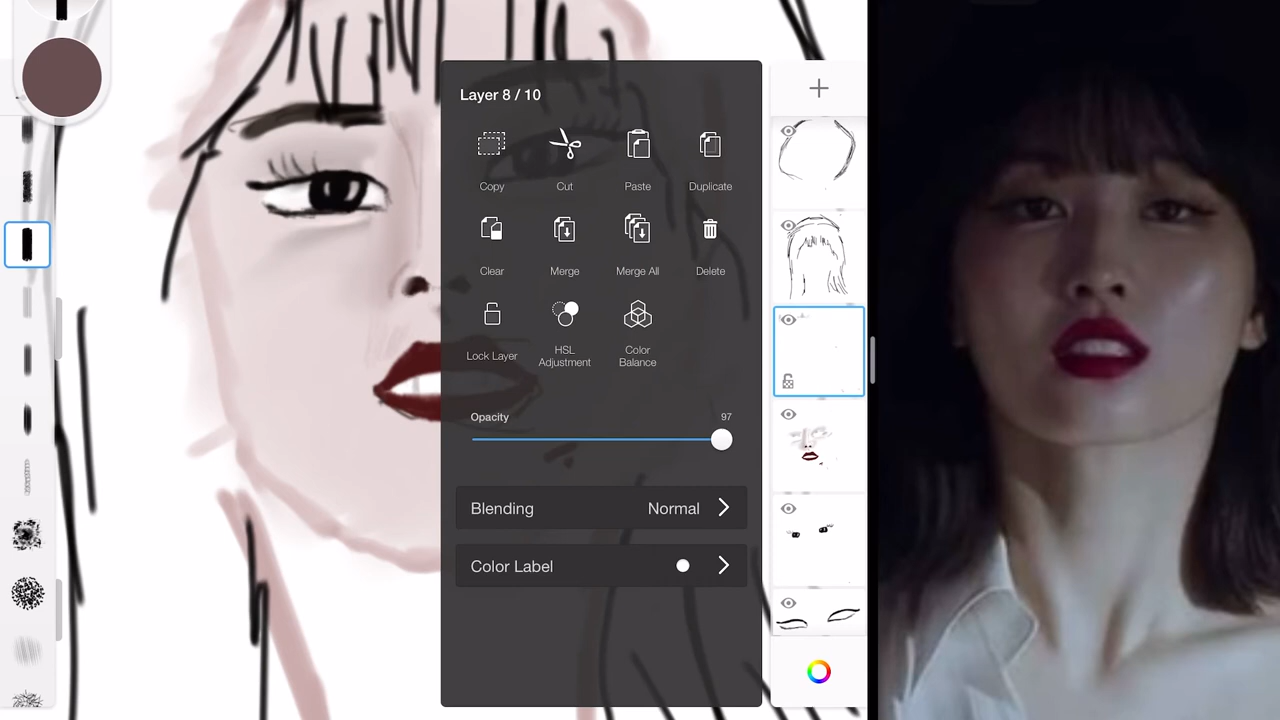 Layer 8 / 10
Copy
Cut
Paste
Duplicate
Clear
Merge
Merge All
Delete
Lock Layer
HSL
Adjustment
Color
Balance
Opacity
97
Blending
Normal
Color Label